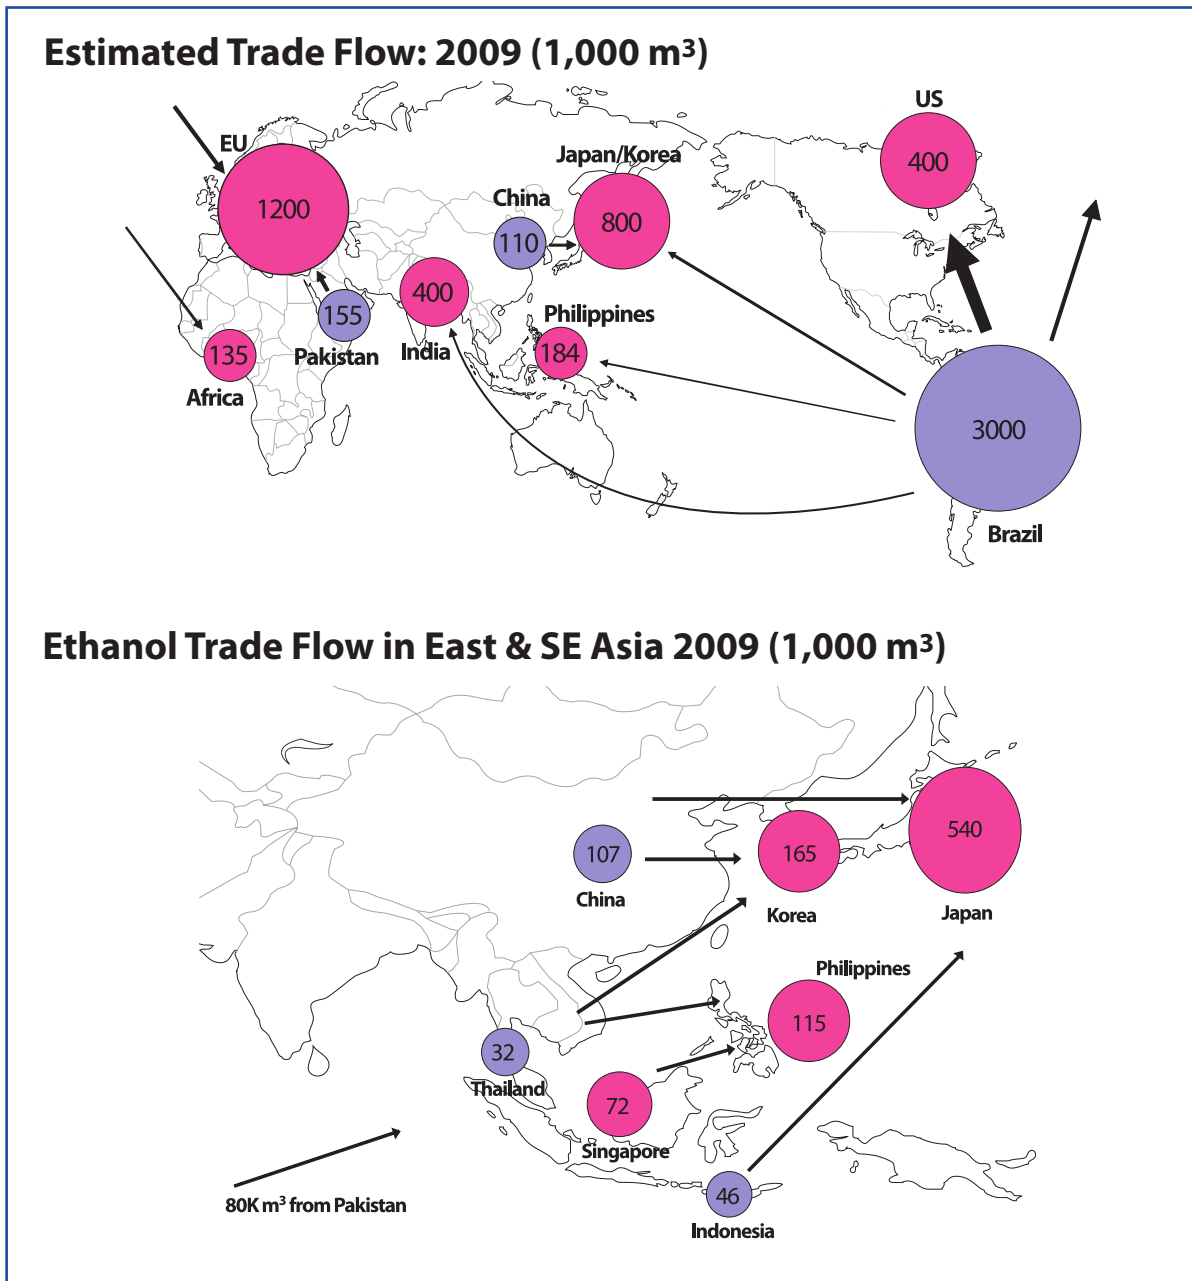 Estimated Trade Flow: 2009 (1,000 m³)
US
EU
400
Japan/Korea
1200
China
800
110
400
Philippines
155
184
135
Pakistan
India
Africa
3000
Brazil
Ethanol Trade Flow in East & SE Asia 2009 (1,000 m³)
540
107
165
China
Korea
Japan
Philippines
115
32
Thailand
72
Singapore
80K m³ from Pakistan
46
Indonesia